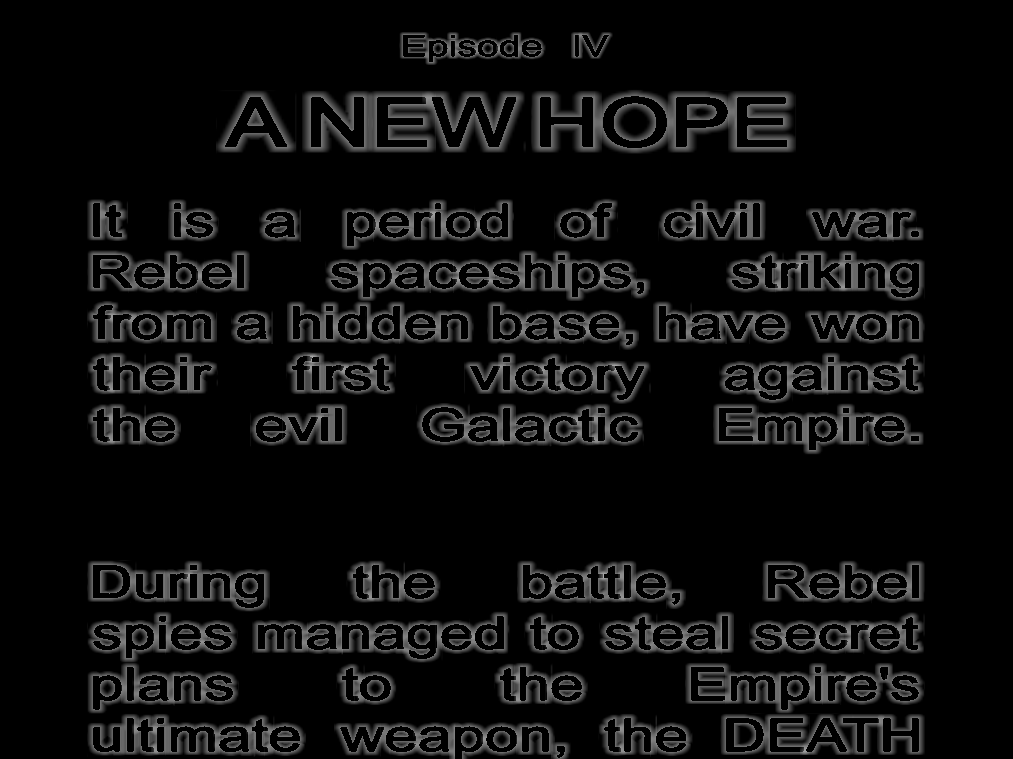 Episode IV
A NEW HOPE
It is a period of civil war.
Rebel spaceships, striking
from a hidden base, have won
their first victory against
the evil Galactic Empire.
During the battle, Rebel
spies managed to steal secret
plans to the Empire's
ultimate weapon, the DEATH